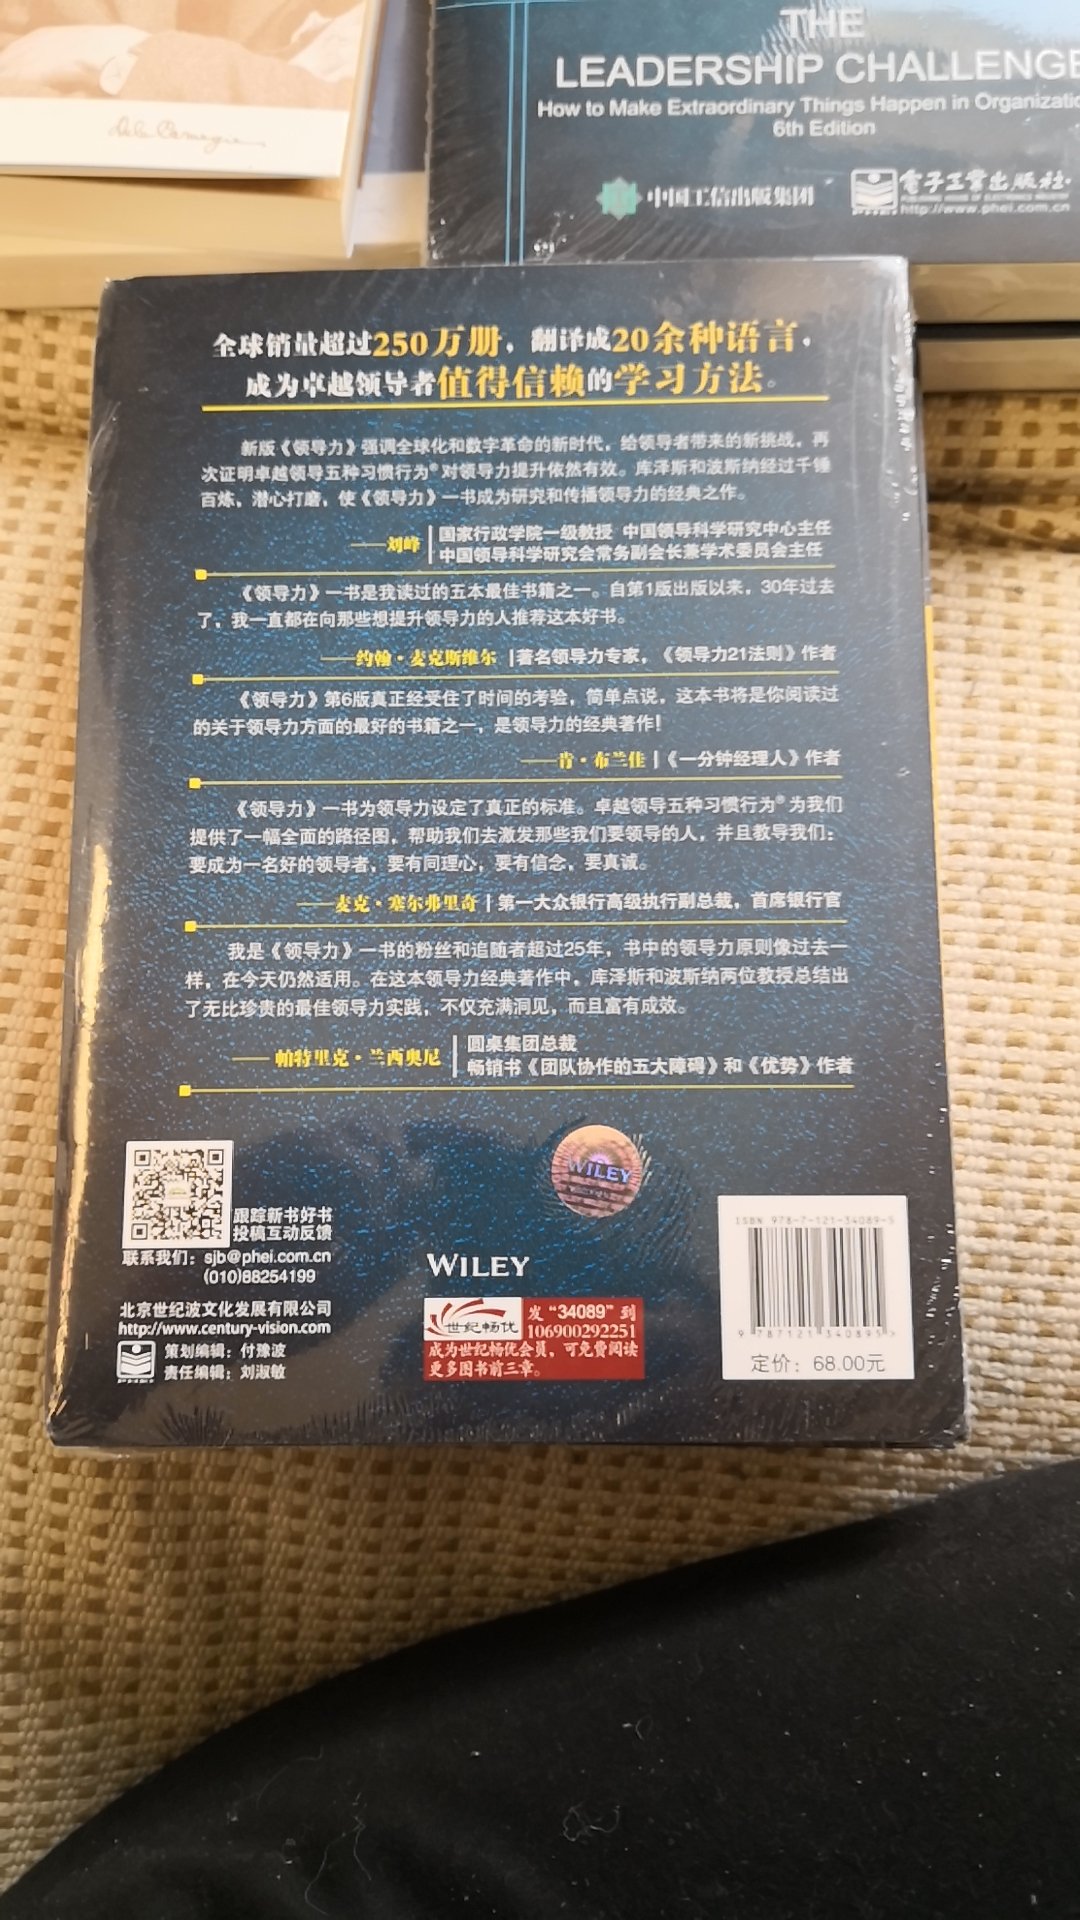 THE
LEADERSHIP CHALLENGE
How to Make Extraordinary Things Happen in
6th Edition
中国工信出版集团
电子工业出版社
PUBLISHING HOUSE OF ELECTRONICS INDUSTRY
http://www.phei.com.cn
全球销量超过250万册，翻译成20余种语言，
成为卓越领导者值得信赖的学习方法。
新版《领导力》强调全球化和数字革命的新时代，给领导者带来的新挑战，再
次证明卓越领导五种习惯行为®对领导力提升依然有效。库泽斯和波斯纳经过千锤
百炼，潜心打磨，使《领导力》一书成为研究和传播领导力的经典之作。
——刘峰 | 国家行政学院一级教授 中国领导科学研究中心主任
中国领导科学研究会常务副会长兼学术委员会主任
《领导力》一书是我读过的五本最佳书籍之一。自第1版出版以来，30年过去
了，我一直都在向那些想提升领导力的人推荐这本好书。
——约翰·麦克斯维尔 |著名领导力专家，《领导力21法则》作者
《领导力》第6版真正经受住了时间的考验，简单点说，这本书将是你阅读过
的关于领导力方面的最好的书籍之一，是领导力的经典著作！
——肯·布兰佳 |《一分钟经理人》作者
《领导力》一书为领导力设定了真正的标准。卓越领导五种习惯行为®为我们
提供了一幅全面的路径图，帮助我们去激发那些我们要领导的人，并且教导我们：
要成为一名好的领导者，要有同理心，要有信念，要真诚。
——麦克·塞尔弗里奇 | 第一大众银行高级执行副总裁，首席银行官
我是《领导力》一书的粉丝和追随者超过25年，书中的领导力原则像过去一
样，在今天仍然适用。在这本领导力经典著作中，库泽斯和波斯纳两位教授总结出
了无比珍贵的最佳领导力实践，不仅充满洞见，而且富有成效。
——帕特里克·兰西奥尼 | 圆桌集团总裁
畅销书《团队协作的五大障碍》和《优势》作者
跟踪新书好书
投稿互动反馈
联系我们：sjb@phei.com.cn
(010)88254199
北京世纪波文化发展有限公司
http://www.century-vision.com
策划编辑：付豫波
责任编辑：刘淑敏
PHEI
WILEY
WILEY
世纪畅优
发“34089”到
106900292251
成为世纪畅优会员，可免费阅读
更多图书前三章。
ISBN 978-7-121-34089-5
9 787121 340895 >
定价：68.00元